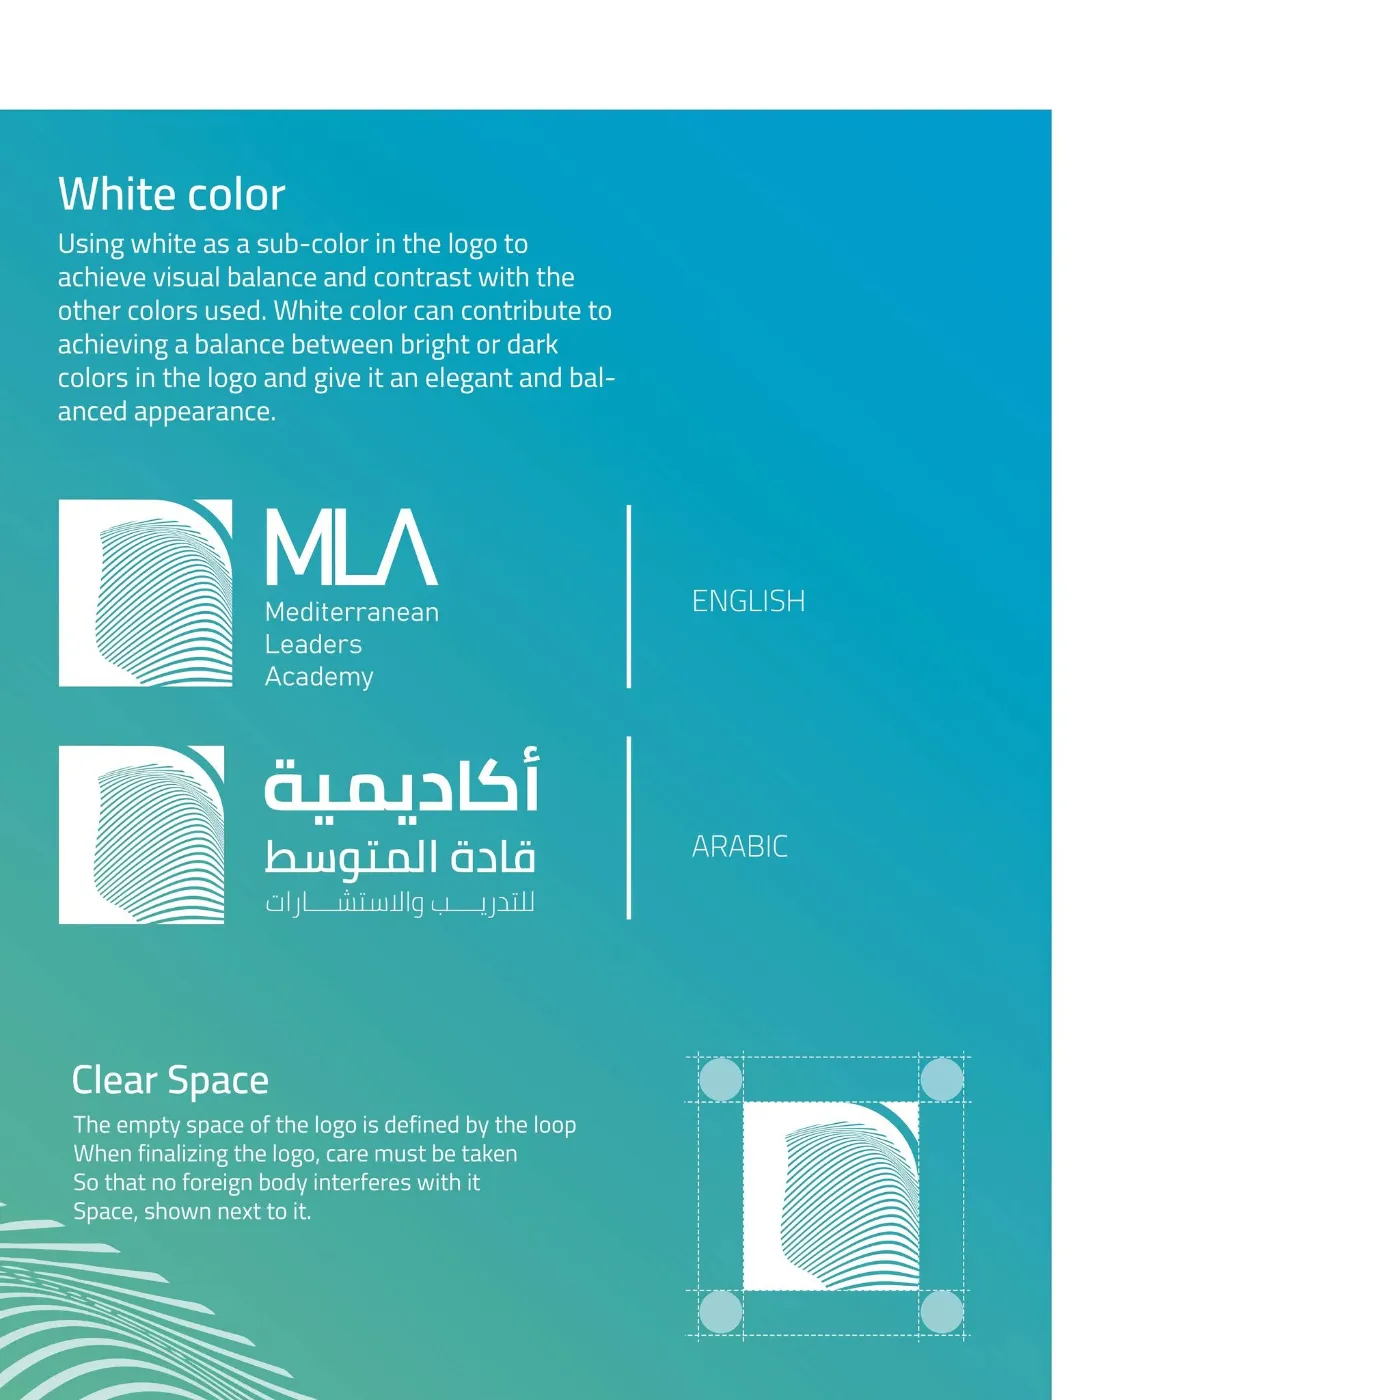 White color
Using white as a sub-color in the logo to
achieve visual balance and contrast with the
other colors used. White color can contribute to
achieving a balance between bright or dark
colors in the logo and give it an elegant and bal-
anced appearance.
MLA
Mediterranean
Leaders
Academy
ENGLISH
أكاديمية
قادة المتوسط
للتدريـــب والاستشـــارات
ARABIC
Clear Space
The empty space of the logo is defined by the loop
When finalizing the logo, care must be taken
So that no foreign body interferes with it
Space, shown next to it.